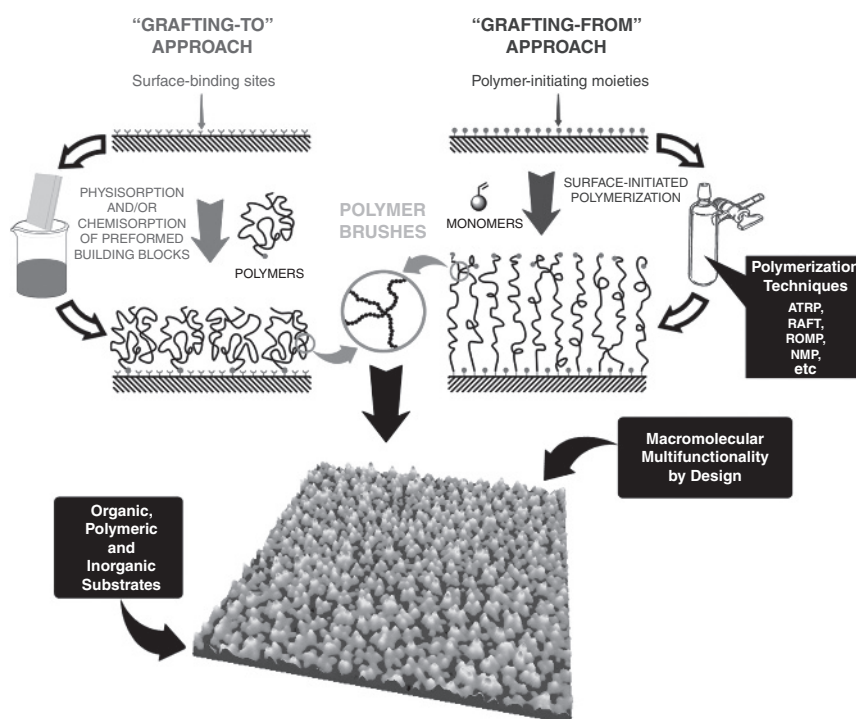 “GRAFTING-TO”
APPROACH
Surface-binding sites
PHYSISORPTION
AND/OR
CHEMISORPTION
OF PREFORMED
BUILDING BLOCKS
POLYMERS
“GRAFTING-FROM”
APPROACH
Polymer-initiating moieties
POLYMER
BRUSHES
MONOMERS
SURFACE-INITIATED
POLYMERIZATION
Polymerization
Techniques
ATRP,
RAFT,
ROMP,
NMP,
etc
Macromolecular
Multifunctionality
by Design
Organic,
Polymeric
and
Inorganic
Substrates